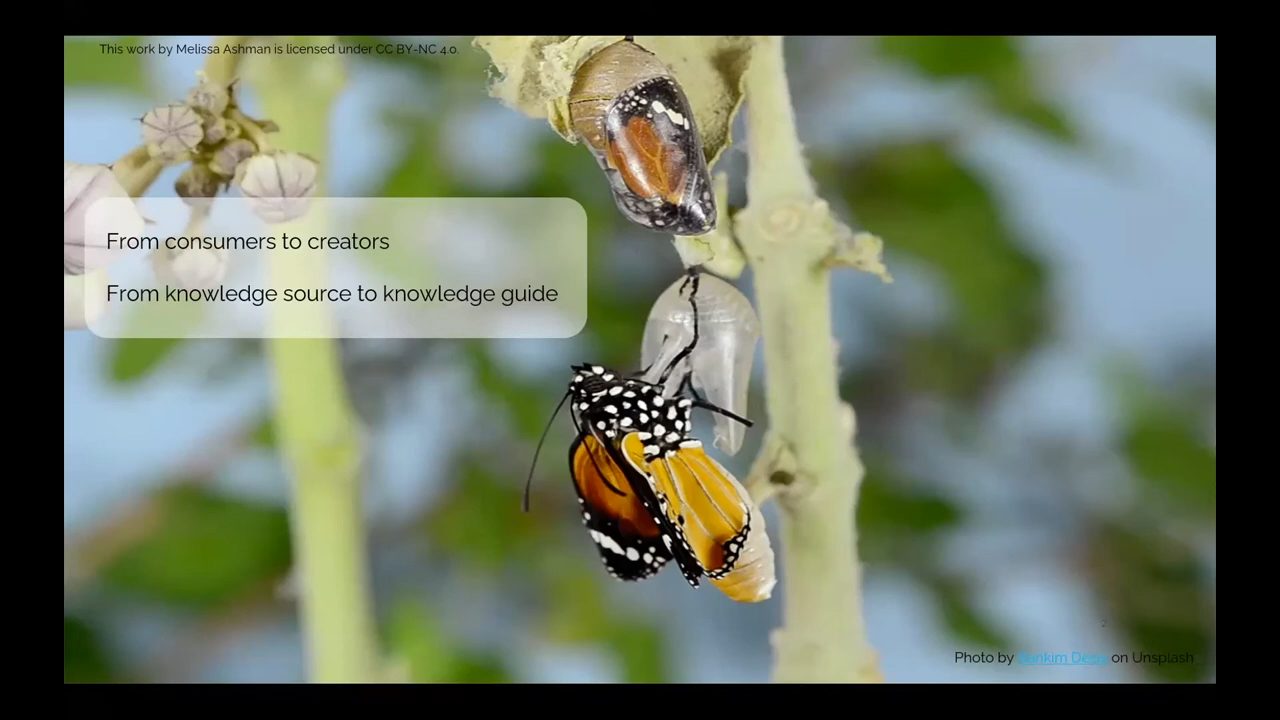 This work by Melissa Ashman is licensed under CC BY-NC 4.0.
From consumers to creators
From knowledge source to knowledge guide
2
Photo by on Unsplash